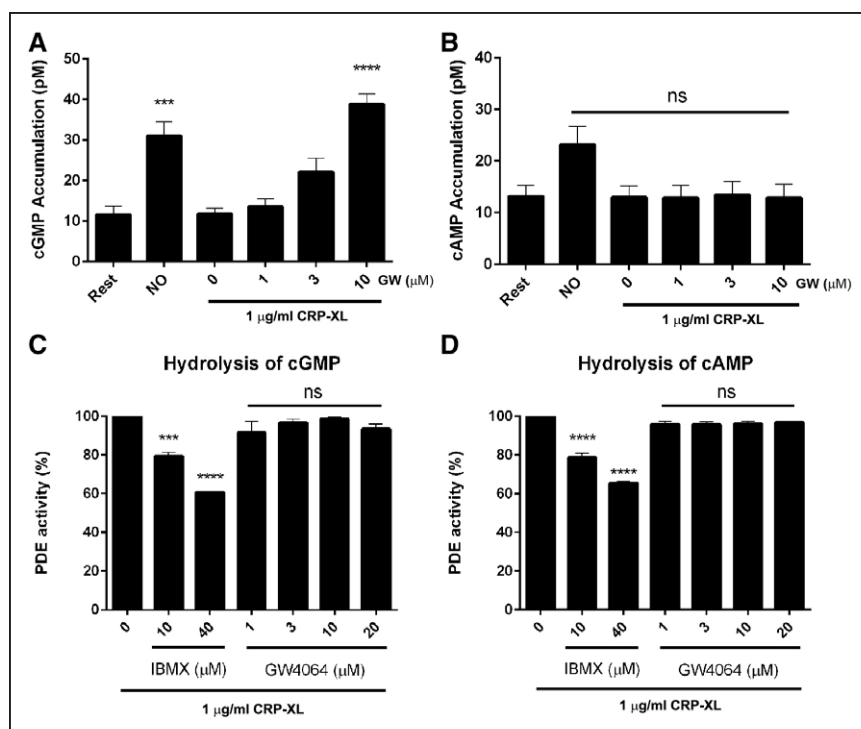 A
cGMP Accumulation (pM)
50
40
30
20
10
0
***
****
Rest
NO
0
1
3
10
GW (μM)
1 μg/ml CRP-XL
B
cAMP Accumulation (pM)
40
30
20
10
0
ns
Rest
NO
0
1
3
10
GW (μM)
1 μg/ml CRP-XL
C
Hydrolysis of cGMP
PDE activity (%)
100
80
60
40
20
0
***
****
ns
0
10
40
1
3
10
20
IBMX (μM)
GW4064 (μM)
1 μg/ml CRP-XL
D
Hydrolysis of cAMP
PDE activity (%)
100
80
60
40
20
0
****
****
ns
0
10
40
1
3
10
20
IBMX (μM)
GW4064 (μM)
1 μg/ml CRP-XL